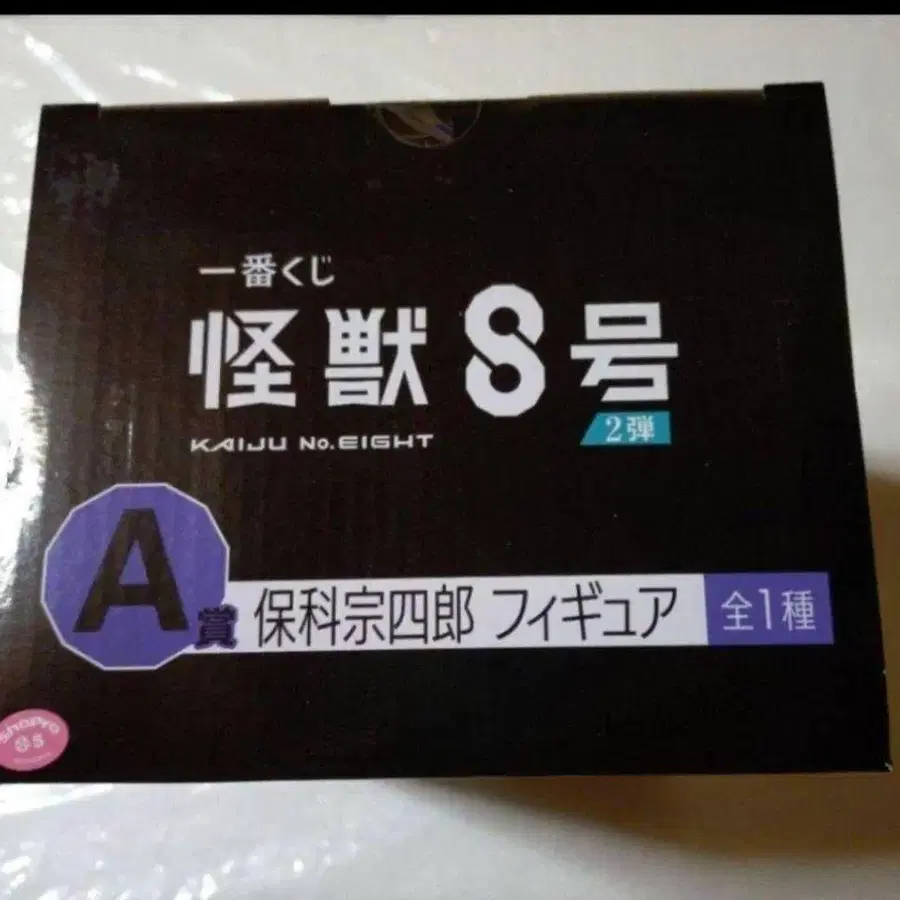 一番くじ
怪獣8号
KAIJU No.EIGHT
2弾
A賞 保科宗四郎 フィギュア 全1種
ShoPro